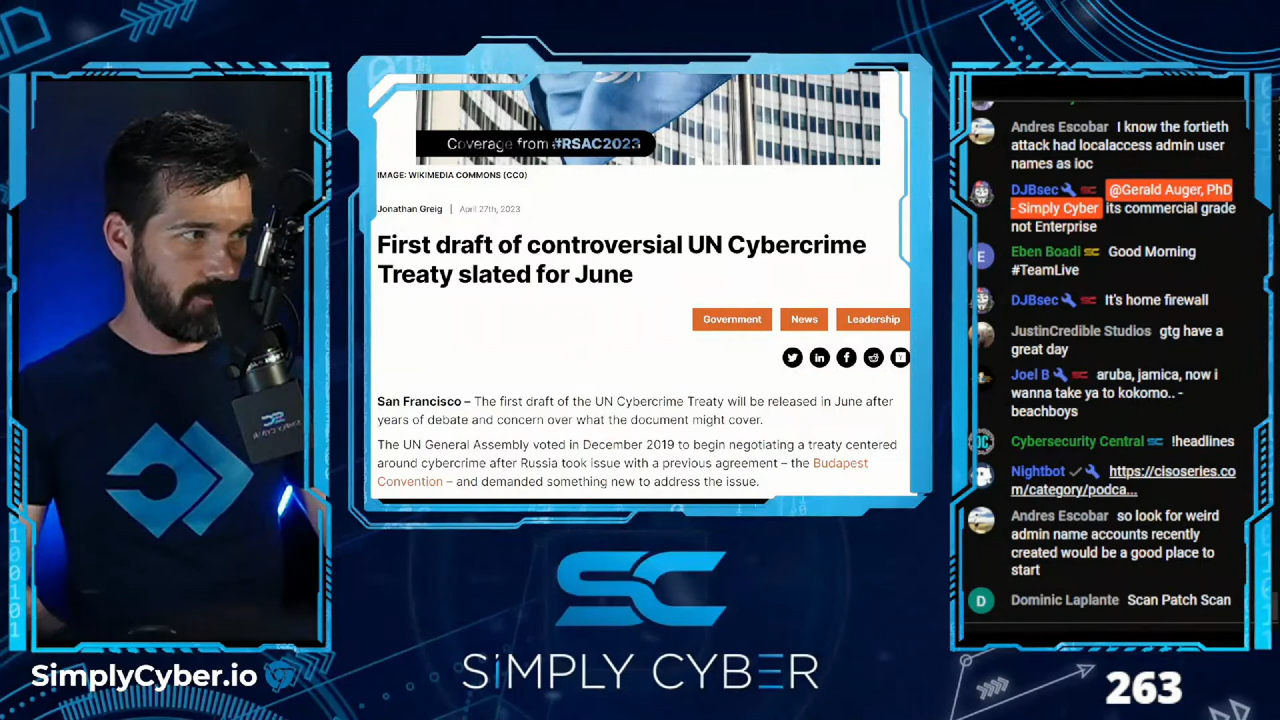 Coverage from #RSAC2023
IMAGE: WIKIMEDIA COMMONS (CC0)
Jonathan Greig | April 27th, 2023
First draft of controversial UN Cybercrime
Treaty slated for June
Government News Leadership
San Francisco – The first draft of the UN Cybercrime Treaty will be released in June after
years of debate and concern over what the document might cover.
The UN General Assembly voted in December 2019 to begin negotiating a treaty centered
around cybercrime after Russia took issue with a previous agreement – the Budapest
Convention – and demanded something new to address the issue.
SC
SIMPLY CYBER
SimplyCyber.io
Andres Escobar I know the fortieth
attack had localaccess admin user
names as ioc
DJBsec @Gerald Auger, PhD
- Simply Cyber its commercial grade
not Enterprise
E
Eben Boadi Good Morning
#TeamLive
DJBsec It's home firewall
JustinCredible Studios gtg have a
great day
Joel B aruba, jamica, now i
wanna take ya to kokomo.. -
beachboys
Cybersecurity Central !headlines
Nightbot https://cisoseries.co
m/category/podca...
Andres Escobar so look for weird
admin name accounts recently
created would be a good place to
start
D
Dominic Laplante Scan Patch Scan
263